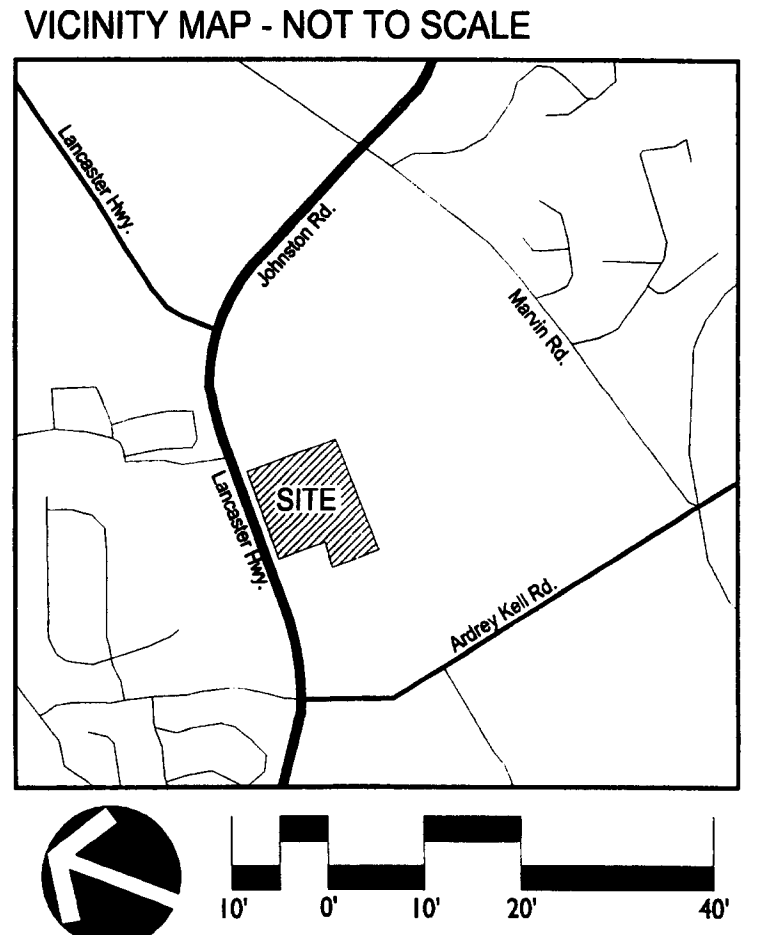 VICINITY MAP - NOT TO SCALE
Lancaster Hwy.
Johnston Rd.
Marvin Rd.
Lancaster Hwy.
SITE
Ardrey Kell Rd.
10' 0' 10' 20' 40'